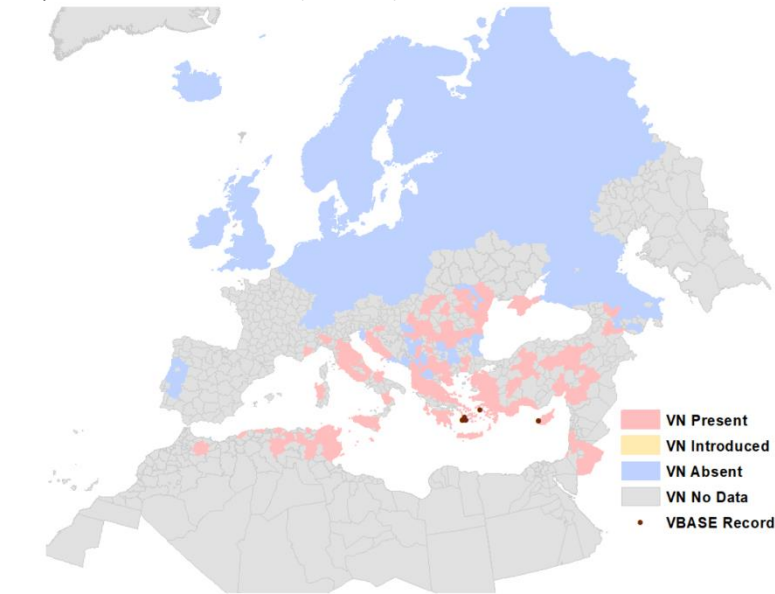 VN Present
VN Introduced
VN Absent
VN No Data
VBASE Record